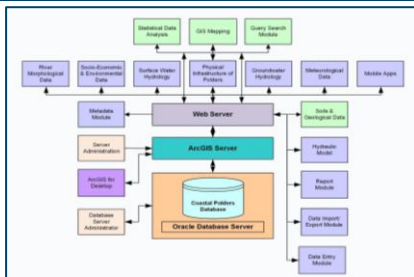 Statistical Data
Analysis
GIS Mapping
Query Search
Module
River
Morphological
Data
Socio-Economic
& Environmental
Data
Surface Water
Hydrology
Physical
Infrastructure of
Polders
Groundwater
Hydrology
Meteorological
Data
Mobile Apps
Metadata
Module
Web Server
Soils &
Geological Data
Server
Administration
ArcGIS Server
Hydraulic
Model
ArcGIS for
Desktop
Coastal Polders
Database
Report
Module
Database
Server
Administrator
Oracle Database Server
Data Import
Export Module
Data Entry
Module